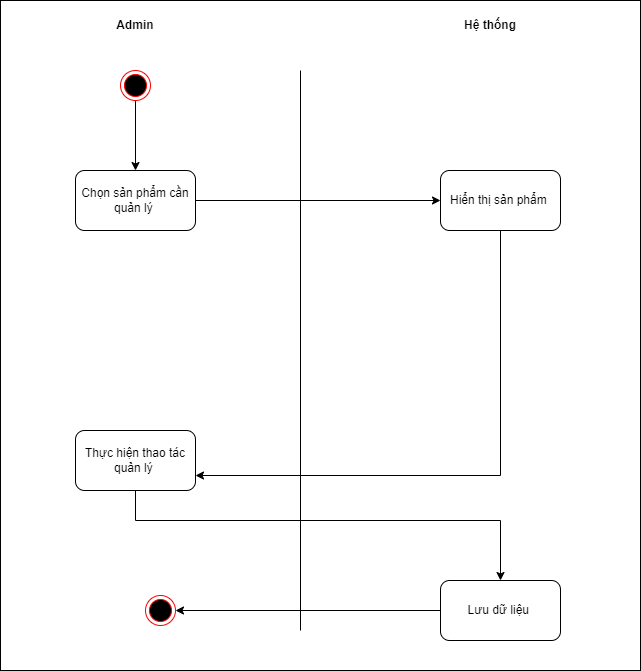 Admin
Hệ thống
Chọn sản phẩm cần
quản lý
Hiển thị sản phẩm
Thực hiện thao tác
quản lý
Lưu dữ liệu